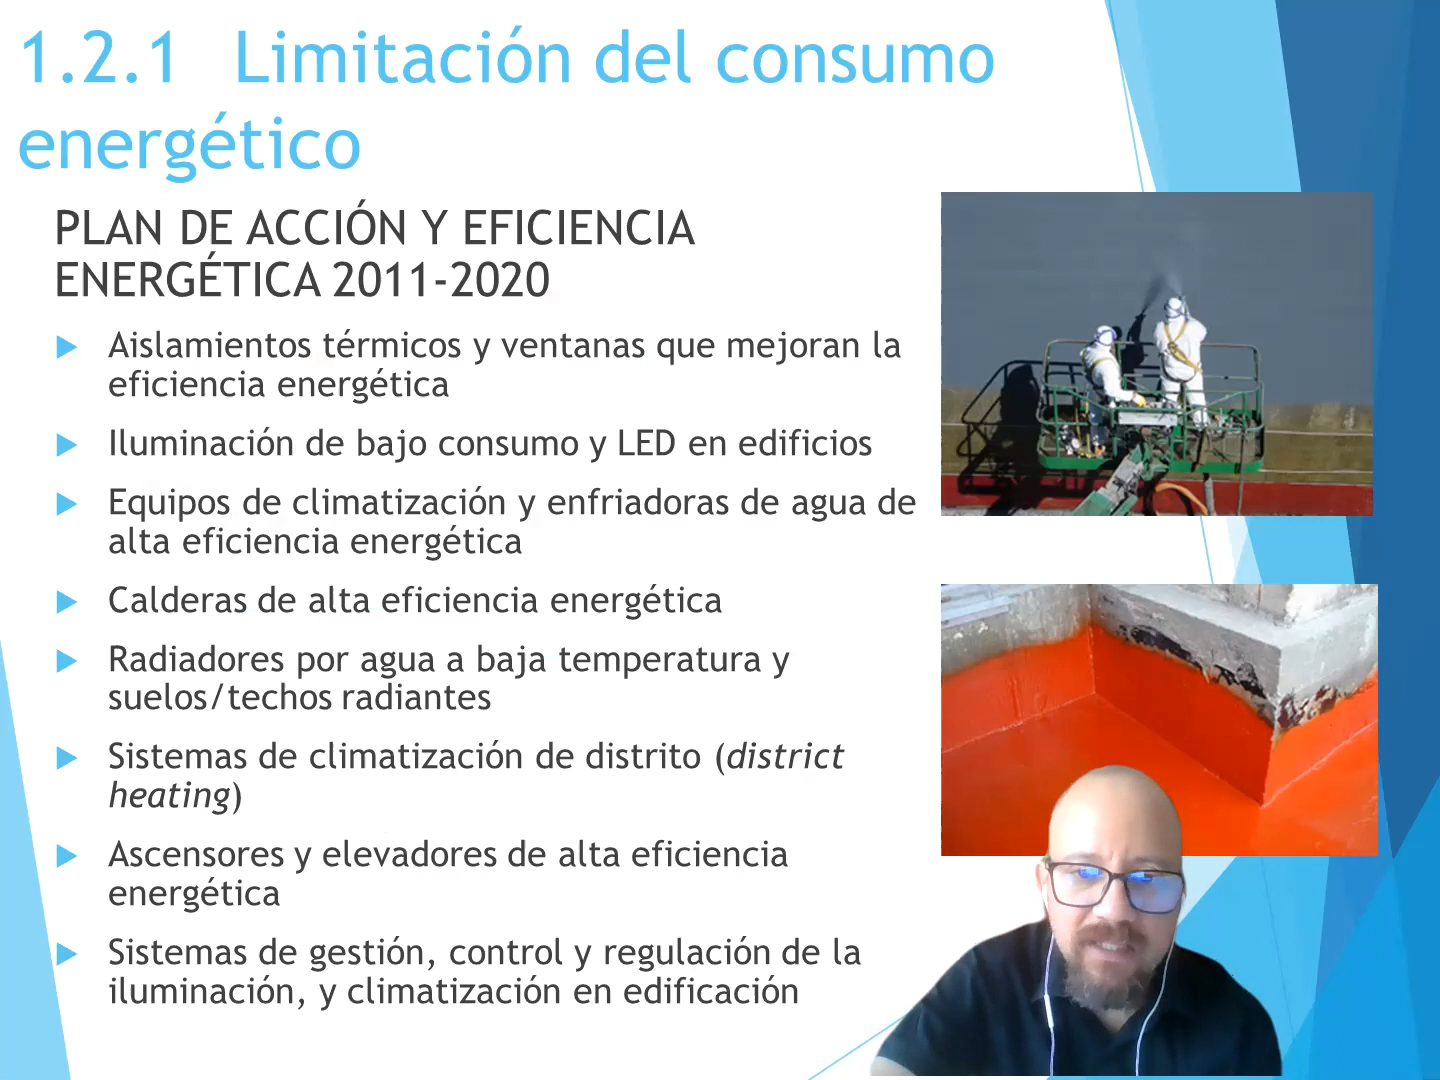 1.2.1 Limitación del consumo
energético
PLAN DE ACCIÓN Y EFICIENCIA
ENERGÉTICA 2011-2020
Aislamientos térmicos y ventanas que mejoran la
eficiencia energética
Iluminación de bajo consumo y LED en edificios
Equipos de climatización y enfriadoras de agua de
alta eficiencia energética
Calderas de alta eficiencia energética
Radiadores por agua a baja temperatura y
suelos/techos radiantes
Sistemas de climatización de distrito (district
heating)
Ascensores y elevadores de alta eficiencia
energética
Sistemas de gestión, control y regulación de la
iluminación, y climatización en edificación